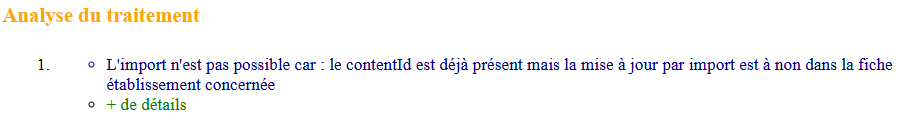 Analyse du traitement
1.
L'import n'est pas possible car : le contentId est déjà présent mais la mise à jour par import est à non dans la fiche
établissement concernée
+ de détails